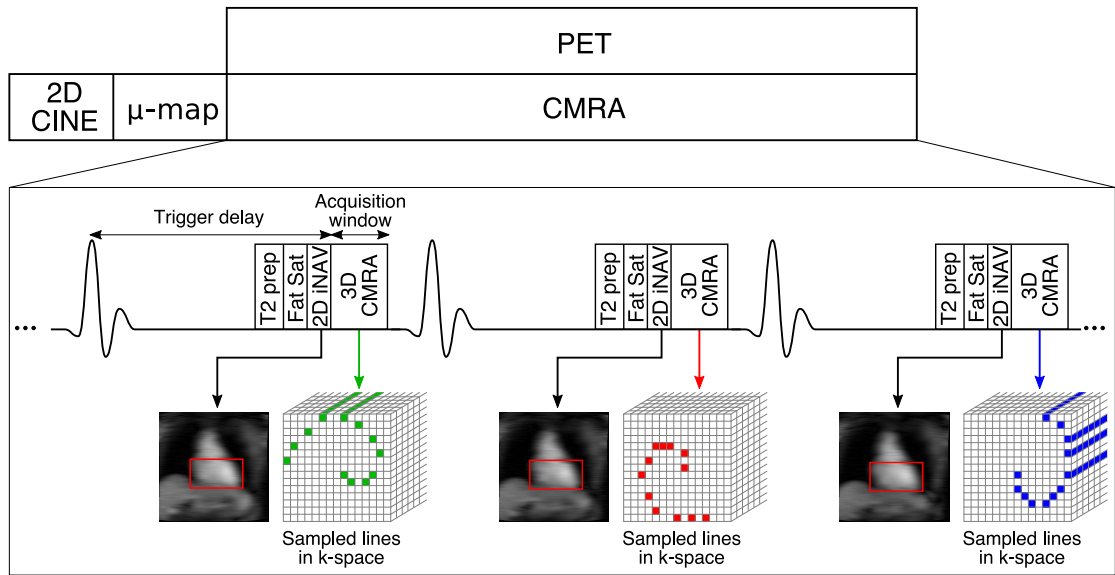 PET
2D
CINE
μ-map
CMRA
Trigger delay
Acquisition
window
T2 prep
Fat Sat
2D iNAV
3D
CMRA
T2 prep
Fat Sat
2D iNAV
3D
CMRA
T2 prep
Fat Sat
2D iNAV
3D
CMRA
...
...
Sampled lines
in k-space
Sampled lines
in k-space
Sampled lines
in k-space